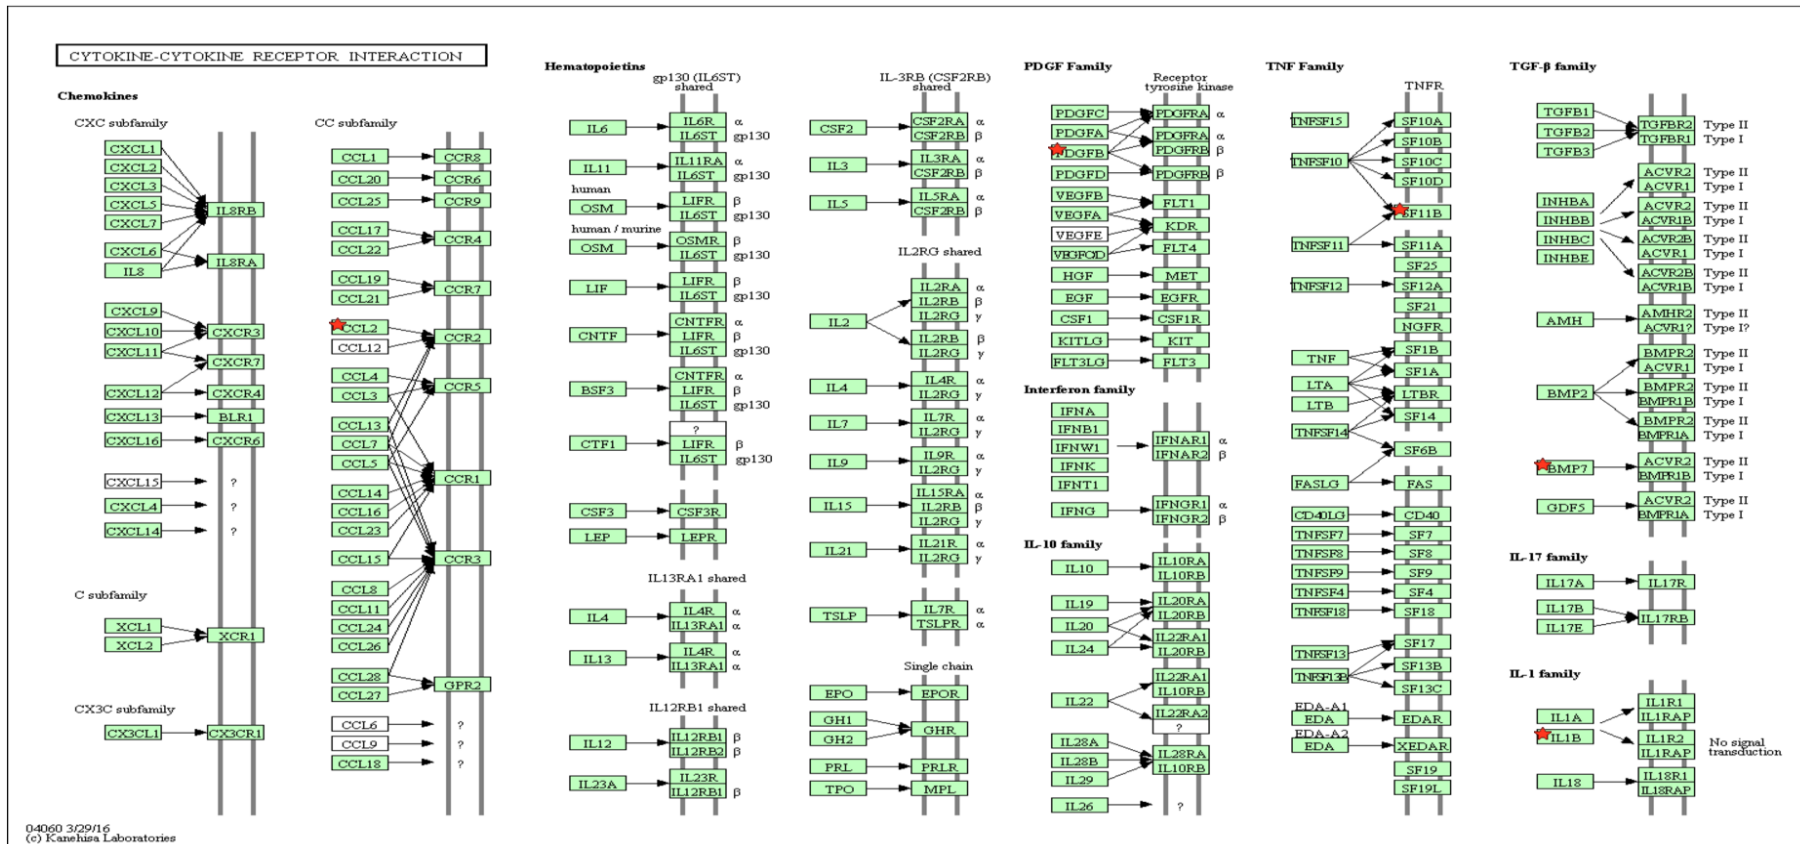 CYTOKINE-CYTOKINE RECEPTOR INTERACTION
Chemokines
CXC subfamily
CXCL1
CXCL2
CXCL3
CXCL5
CXCL7
IL8RB
CXCL6
IL8
IL8RA
CXCL9
CXCL10
CXCL11
CXCR3
CXCR7
CXCL12
CXCR4
CXCL13
BLR1
CXCL16
CXCR6
CXCL15
?
CXCL4
?
CXCL14
?
C subfamily
XCL1
XCL2
XCR1
CX3C subfamily
CX3CL1
CX3CR1
CC subfamily
CCL1
CCR8
CCL20
CCR6
CCL25
CCR9
CCL17
CCL22
CCR4
CCL19
CCL21
CCR7
CCL2
CCL12
CCR2
CCL4
CCL3
CCR5
CCL13
CCL7
CCL5
CCR1
CCL14
CCL16
CCL23
CCL15
CCR3
CCL8
CCL11
CCL24
CCL26
CCL28
CCL27
GPR2
CCL6
?
CCL9
?
CCL18
?
Hematopoietins
gp130 (IL6ST)
shared
IL6
IL6R α
IL6ST gp130
IL11
IL11RA α
IL6ST gp130
human
OSM
LIFR β
IL6ST gp130
human / murine
OSM
OSMR β
IL6ST gp130
LIF
LIFR β
IL6ST gp130
CNTF
CNTFR α
LIFR β
IL6ST gp130
BSF3
CNTFR α
LIFR β
IL6ST gp130
CTF1
?
LIFR β
IL6ST gp130
CSF3
CSF3R
LEP
LEPR
IL13RA1 shared
IL4
IL4R α
IL13RA1 α
IL13
IL4R α
IL13RA1 α
IL12RB1 shared
IL12
IL12RB1 β
IL12RB2 β
IL23A
IL23R
IL12RB1 β
IL-3RB (CSF2RB)
shared
CSF2
CSF2RA α
CSF2RB β
IL3
IL3RA α
CSF2RB β
IL5
IL5RA α
CSF2RB β
IL2RG shared
IL2
IL2RA α
IL2RB β
IL2RG γ
IL2RB β
IL2RG γ
IL4
IL4R α
IL2RG γ
IL7
IL7R α
IL2RG γ
IL9
IL9R α
IL2RG γ
IL15
IL15RA α
IL2RB β
IL2RG γ
IL21
IL21R α
IL2RG γ
TSLP
IL7R α
TSLPR α
Single chain
EPO
EPOR
GH1
GH2
GHR
PRL
PRLR
TPO
MPL
PDGF Family
Receptor
tyrosine kinase
PDGFC
PDGFA
PDGFB
PDGFD
PDGFRA α
PDGFRA α
PDGFRB β
PDGFRB β
VEGFB
VEGFA
VEGFE
VEGFC/D
FLT1
KDR
FLT4
HGF
MET
EGF
EGFR
CSF1
CSF1R
KITLG
KIT
FLT3LG
FLT3
Interferon family
IFNA
IFNB1
IFNW1
IFNK
IFNT1
IFNAR1 α
IFNAR2 β
IFNG
IFNGR1 α
IFNGR2 β
IL-10 family
IL10
IL10RA
IL10RB
IL19
IL20
IL24
IL20RA
IL20RB
IL22RA1
IL20RB
IL22
IL22RA1
IL10RB
IL22RA2
?
IL28A
IL28B
IL29
IL28RA
IL10RB
IL26
?
TNF Family
TNFR
TNFSF15
TNFSF10
SF10A
SF10B
SF10C
SF10D
SF11B
TNFSF11
SF11A
SF25
TNFSF12
SF12A
SF21
NGFR
TNF
LTA
LTB
TNFSF14
SF1B
SF1A
LTBR
SF14
SF6B
FASLG
FAS
CD40LG
CD40
TNFSF7
SF7
TNFSF8
SF8
TNFSF9
SF9
TNFSF4
SF4
TNFSF18
SF18
TNFSF13
TNFSF13B
SF17
SF13B
SF13C
EDA-A1
EDA
EDAR
EDA-A2
EDA
XEDAR
SF19
SF19L
TGF-β family
TGFB1
TGFB2
TGFB3
TGFBR2 Type II
TGFBR1 Type I
INHBA
INHBB
INHBC
INHBE
ACVR2 Type II
ACVR1 Type I
ACVR2 Type II
ACVR1B Type I
ACVR2B Type II
ACVR1 Type I
ACVR2B Type II
ACVR1B Type I
AMH
AMHR2 Type II
ACVR1? Type I?
BMP2
BMPR2 Type II
ACVR1 Type I
BMPR2 Type II
BMPR1B Type I
BMPR2 Type II
BMPR1A Type I
BMP7
ACVR2 Type II
BMPR1B Type I
GDF5
ACVR2 Type II
BMPR1A Type I
IL-17 family
IL17A
IL17R
IL17B
IL17E
IL17RB
IL-1 family
IL1A
IL1B
IL1R1
IL1RAP
IL1R2
IL1RAP
No signal
transduction
IL18
IL18R1
IL18RAP
04060 3/29/16
(c) Kanehisa Laboratories